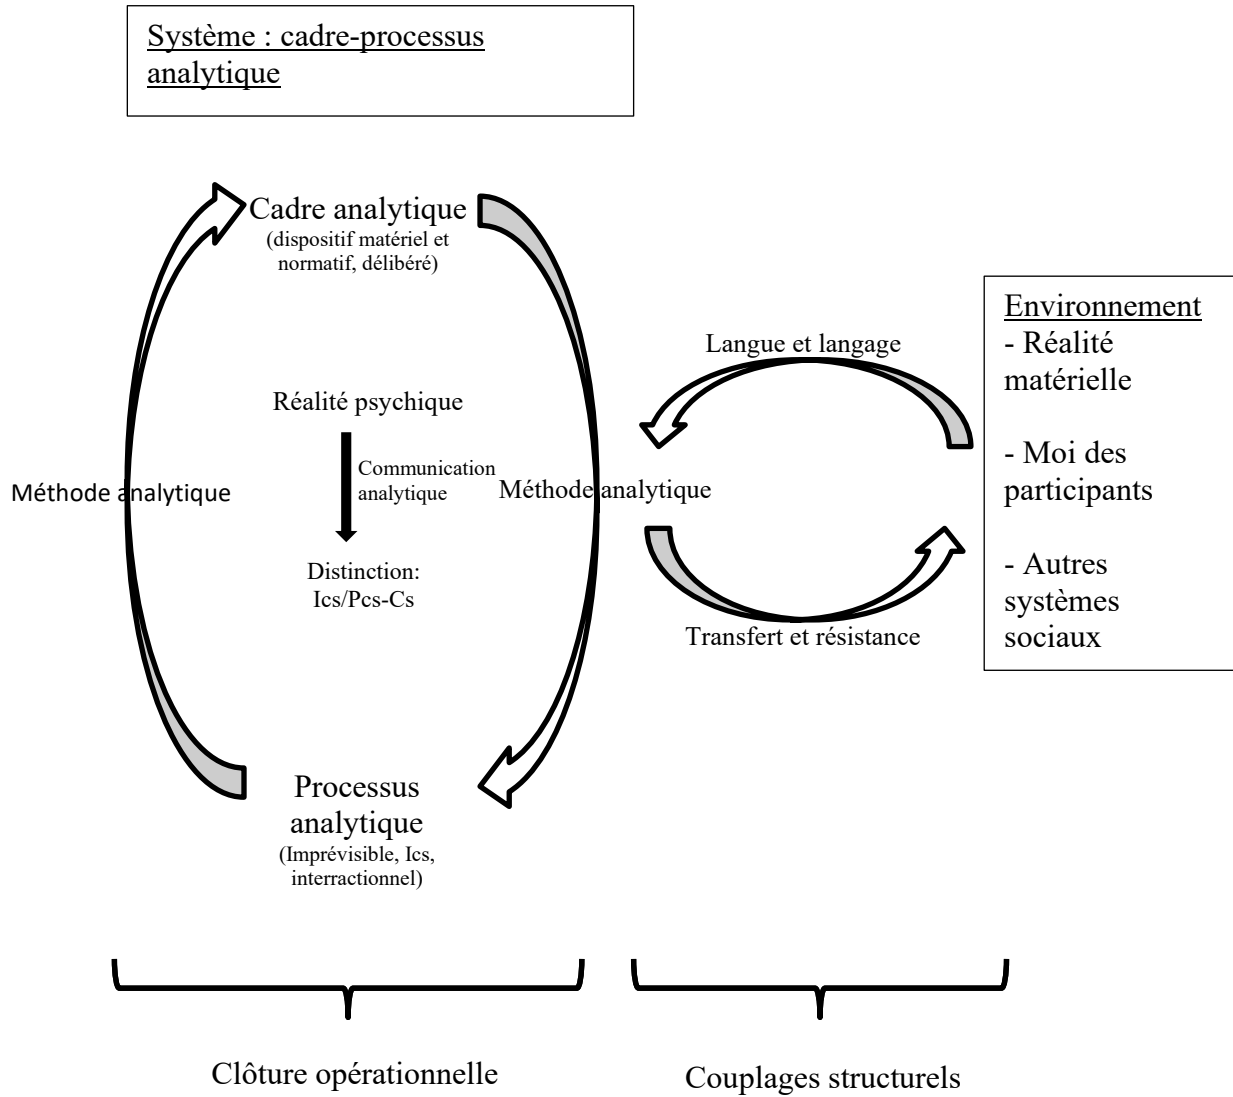 Système : cadre-processus
analytique
Cadre analytique
(dispositif matériel et
normatif, délibéré)
Réalité psychique
Communication
analytique
Méthode analytique
Méthode analytique
Distinction:
Ics/Pcs-Cs
Processus
analytique
(Imprévisible, Ics,
interractionnel)
Langue et langage
Transfert et résistance
Environnement
- Réalité
matérielle
- Moi des
participants
- Autres
systèmes
sociaux
Clôture opérationnelle
Couplages structurels